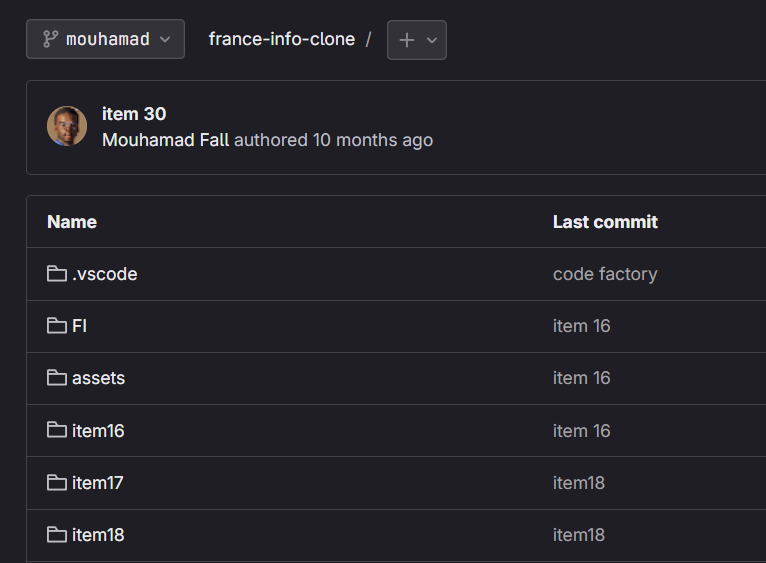 mouhamad france-info-clone / +
item 30
Mouhamad Fall authored 10 months ago
Name Last commit
.vscode code factory
FI item 16
assets item 16
item16 item 16
item17 item18
item18 item18